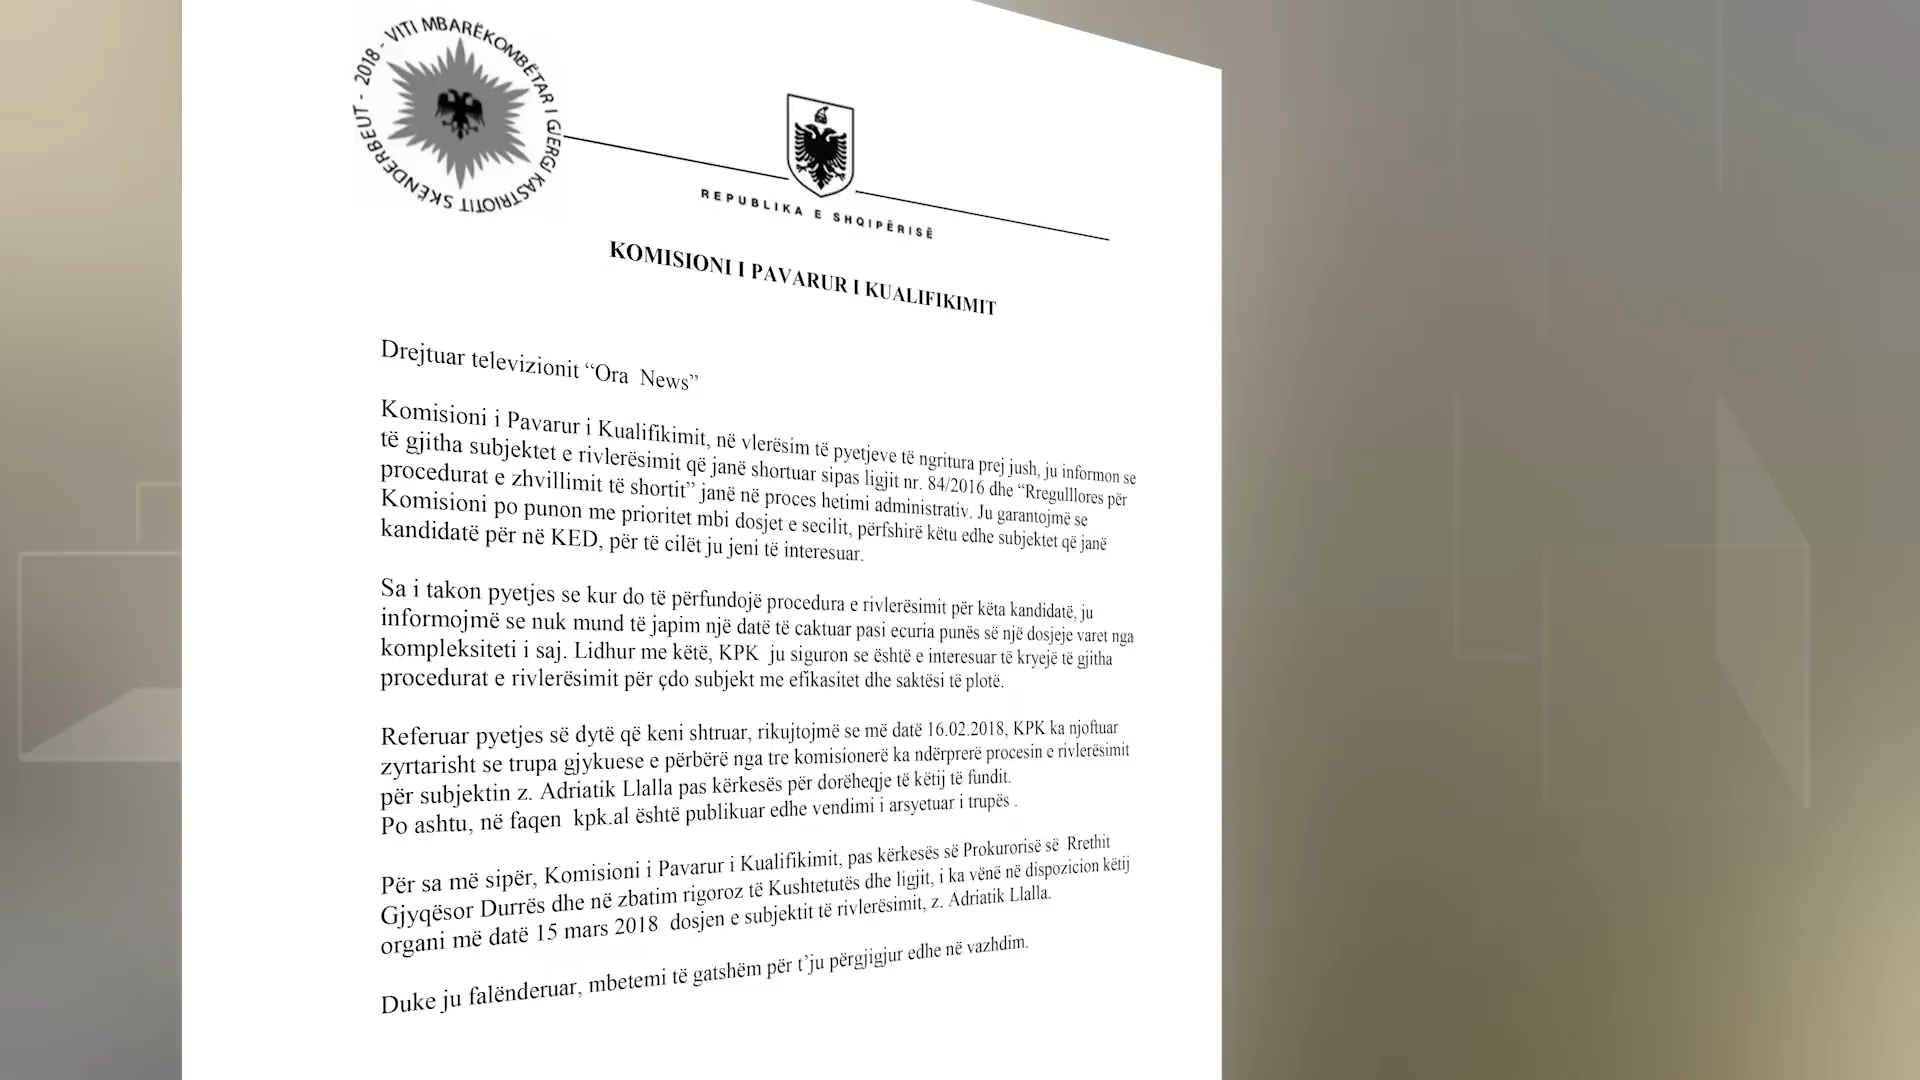 2018 - VITI MBARËKOMBËTAR I GJERGJ KASTRIOTIT SKËNDERBEUT -
REPUBLIKA E SHQIPËRISË
KOMISIONI I PAVARUR I KUALIFIKIMIT
Drejtuar televizionit “Ora News”
Komisioni i Pavarur i Kualifikimit, në vlerësim të pyetjeve të ngritura prej jush, ju informon se
të gjitha subjektet e rivlerësimit që janë shortuar sipas ligjit nr. 84/2016 dhe “Rregulllores për
procedurat e zhvillimit të shortit” janë në proces hetimi administrativ. Ju garantojmë se
Komisioni po punon me prioritet mbi dosjet e secilit, përfshirë këtu edhe subjektet që janë
kandidatë për në KED, për të cilët ju jeni të interesuar.
Sa i takon pyetjes se kur do të përfundojë procedura e rivlerësimit për këta kandidatë, ju
informojmë se nuk mund të japim një datë të caktuar pasi ecuria punës së një dosjeje varet nga
kompleksiteti i saj. Lidhur me këtë, KPK ju siguron se është e interesuar të kryejë të gjitha
procedurat e rivlerësimit për çdo subjekt me efikasitet dhe saktësi të plotë.
Referuar pyetjes së dytë që keni shtruar, rikujtojmë se më datë 16.02.2018, KPK ka njoftuar
zyrtarisht se trupa gjykuese e përbërë nga tre komisionerë ka ndërprerë procesin e rivlerësimit
për subjektin z. Adriatik Llalla pas kërkesës për dorëheqje të këtij të fundit.
Po ashtu, në faqen kpk.al është publikuar edhe vendimi i arsyetuar i trupës .
Për sa më sipër, Komisioni i Pavarur i Kualifikimit, pas kërkesës së Prokurorisë së Rrethit
Gjyqësor Durrës dhe në zbatim rigoroz të Kushtetutës dhe ligjit, i ka vënë në dispozicion këtij
organi më datë 15 mars 2018 dosjen e subjektit të rivlerësimit, z. Adriatik Llalla.
Duke ju falënderuar, mbetemi të gatshëm për t’ju përgjigjur edhe në vazhdim.